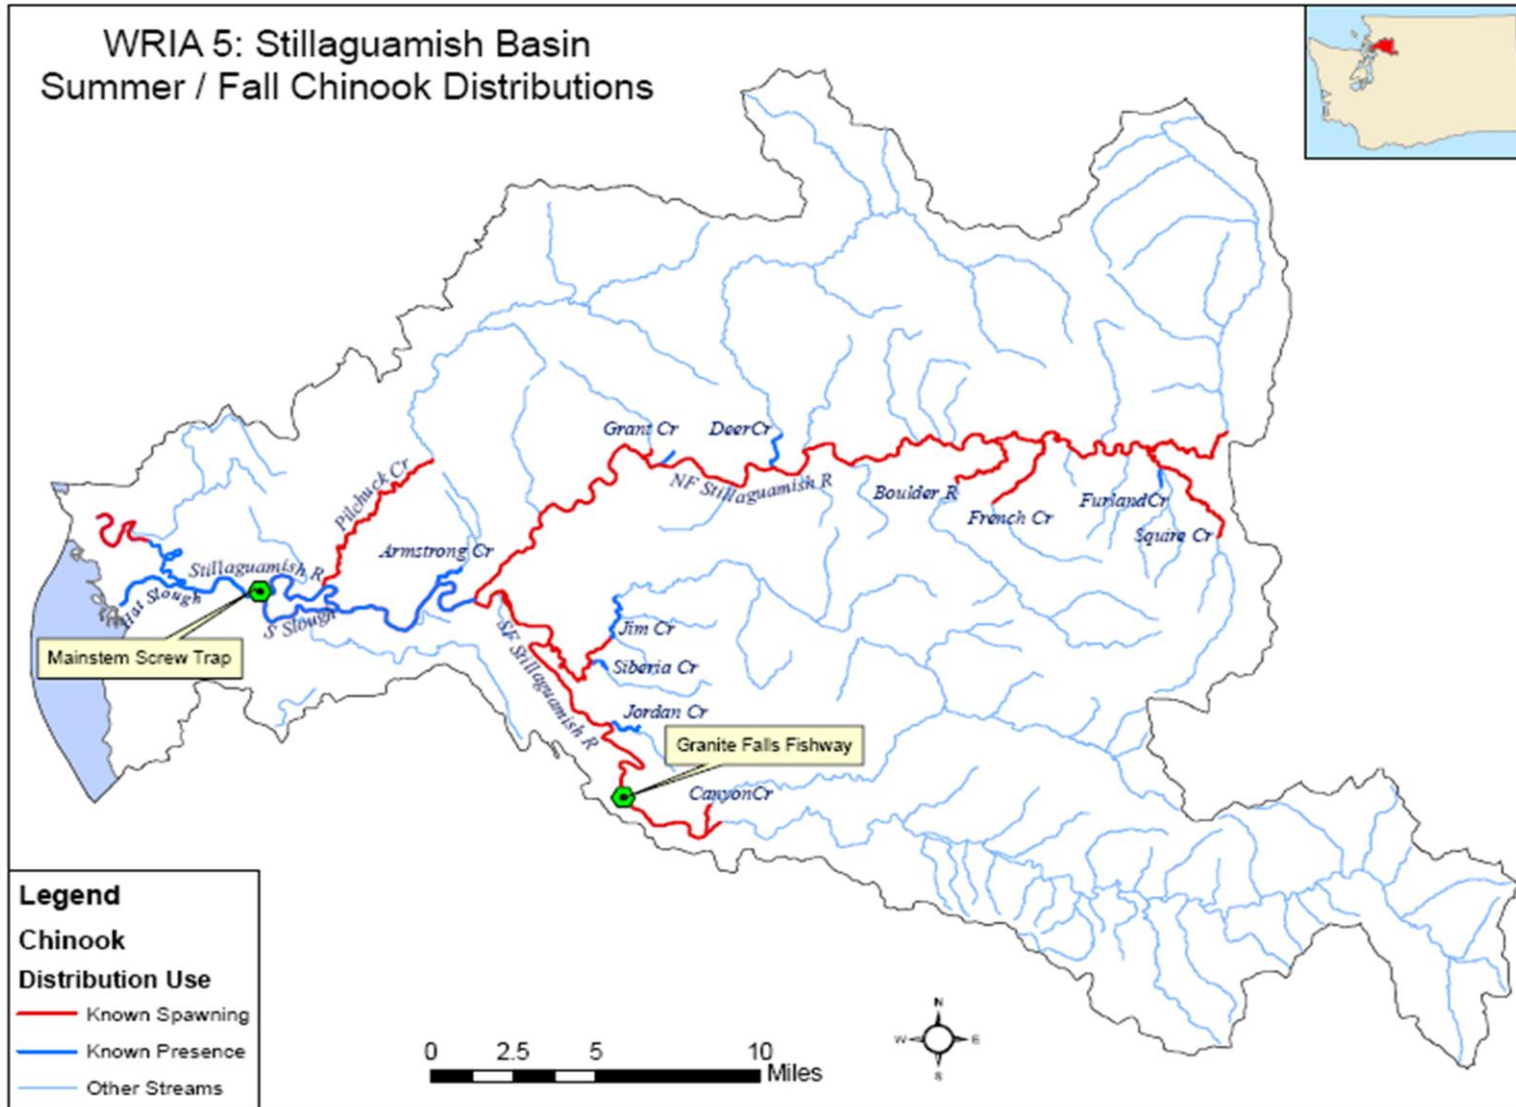 WRIA 5: Stillaguamish Basin
Summer / Fall Chinook Distributions
Grant Cr
DeerCr
Pilchuck Cr
NF Stillaguamish R
Boulder R
French Cr
FurlandCr
Squire Cr
Armstrong Cr
Stillaguamish R
Hat Slough
S Slough
Mainstem Screw Trap
SF Stillaguamish R
Jim Cr
Siberia Cr
Jordan Cr
Granite Falls Fishway
CanyonCr
Legend
Chinook
Distribution Use
Known Spawning
Known Presence
Other Streams
0 2.5 5 10
Miles
N
W E
S